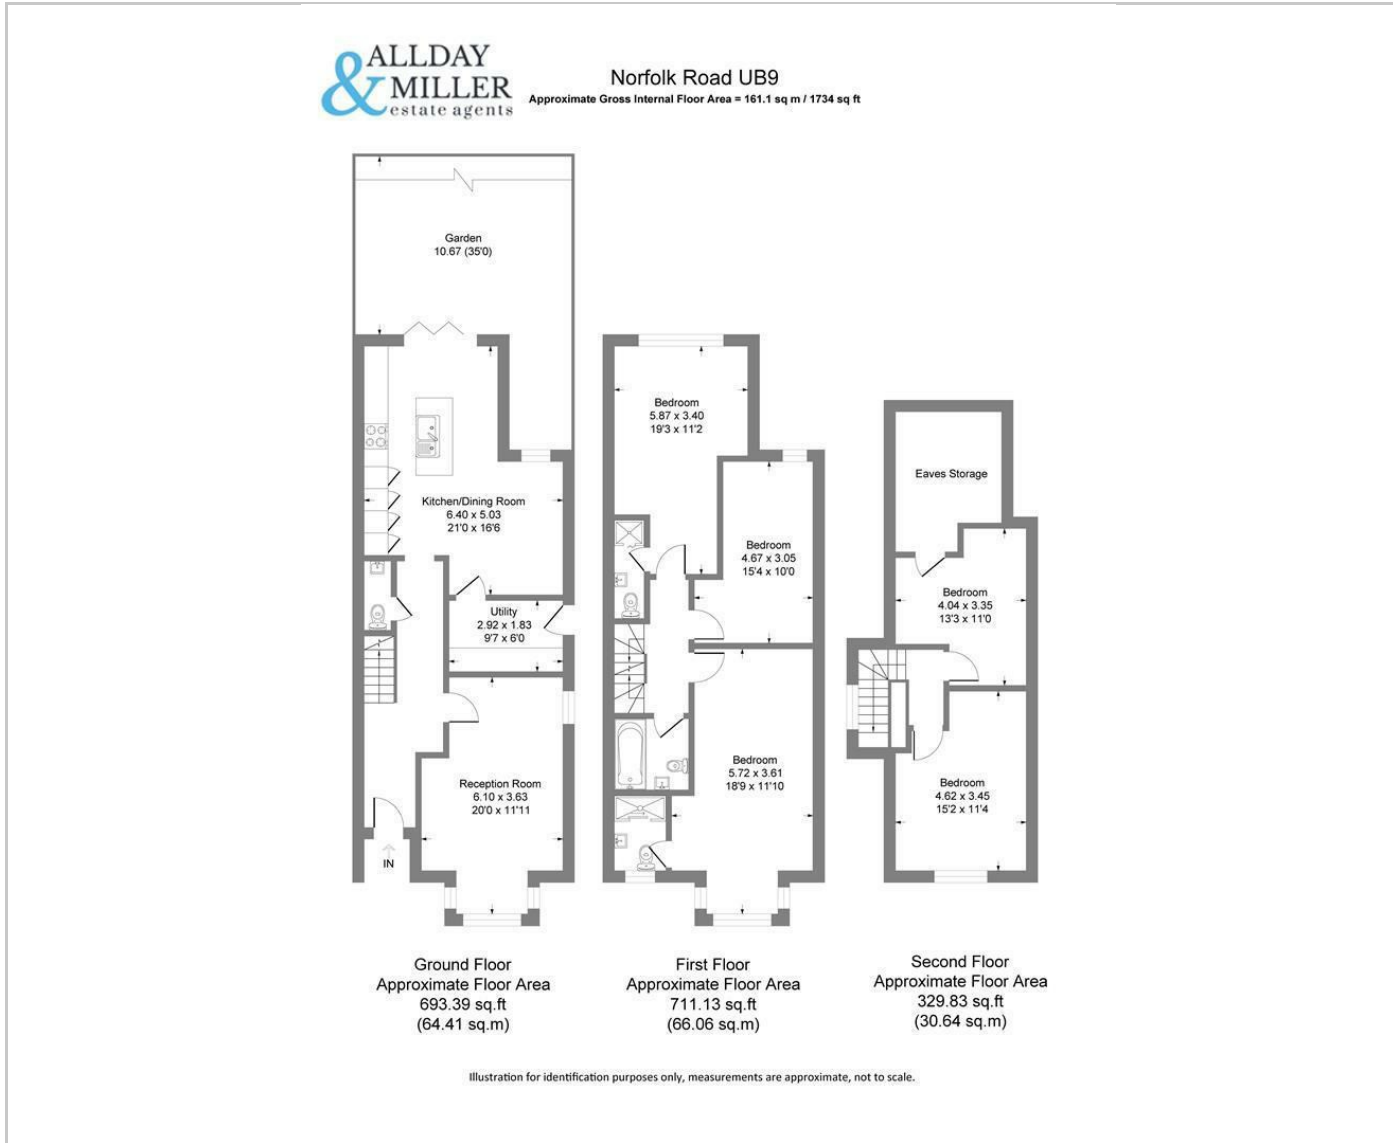 ALLDAY
& MILLER
estate agents
Norfolk Road UB9
Approximate Gross Internal Floor Area = 161.1 sq m / 1734 sq ft
Garden
10.67 (35'0)
Kitchen/Dining Room
6.40 x 5.03
21'0 x 16'6
Utility
2.92 x 1.83
9'7 x 6'0
Reception Room
6.10 x 3.63
20'0 x 11'11
IN
Ground Floor
Approximate Floor Area
693.39 sq.ft
(64.41 sq.m)
Bedroom
5.87 x 3.40
19'3 x 11'2
Bedroom
4.67 x 3.05
15'4 x 10'0
Bedroom
5.72 x 3.61
18'9 x 11'10
First Floor
Approximate Floor Area
711.13 sq.ft
(66.06 sq.m)
Eaves Storage
Bedroom
4.04 x 3.35
13'3 x 11'0
Bedroom
4.62 x 3.45
15'2 x 11'4
Second Floor
Approximate Floor Area
329.83 sq.ft
(30.64 sq.m)
Illustration for identification purposes only, measurements are approximate, not to scale.